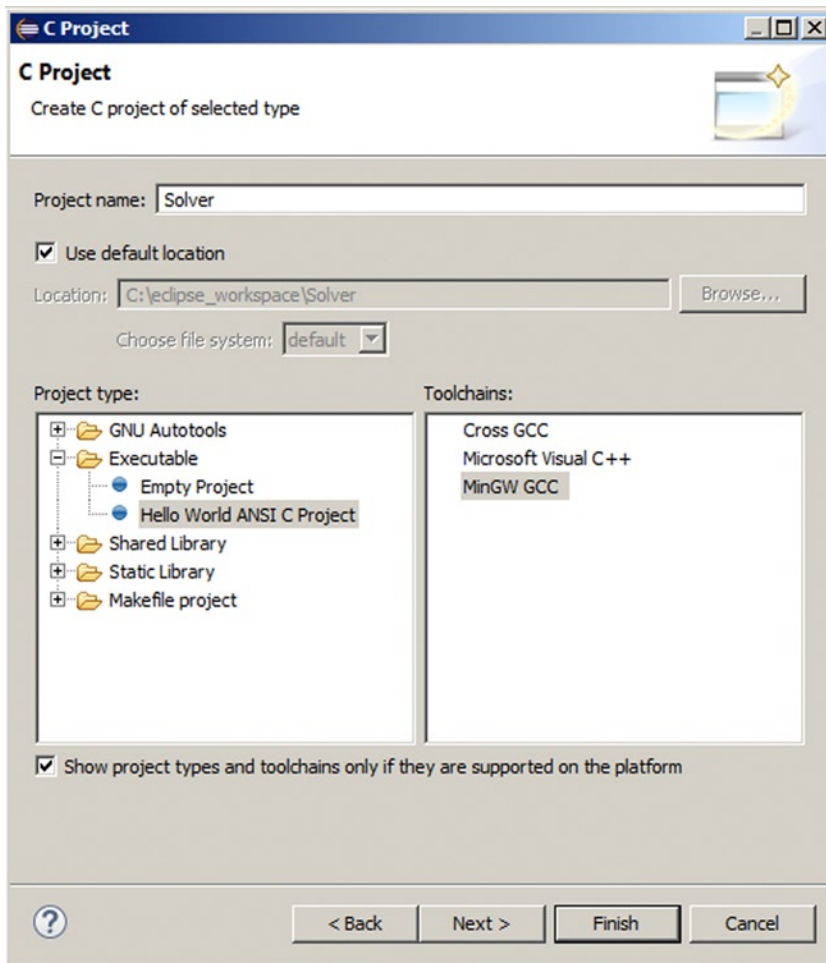 C Project
C Project
Create C project of selected type
Project name: Solver
Use default location
Location: C:\eclipse_workspace\Solver Browse...
Choose file system: default
Project type:
GNU Autotools
Executable
Empty Project
Hello World ANSI C Project
Shared Library
Static Library
Makefile project
Toolchains:
Cross GCC
Microsoft Visual C++
MinGW GCC
Show project types and toolchains only if they are supported on the platform
? < Back Next > Finish Cancel